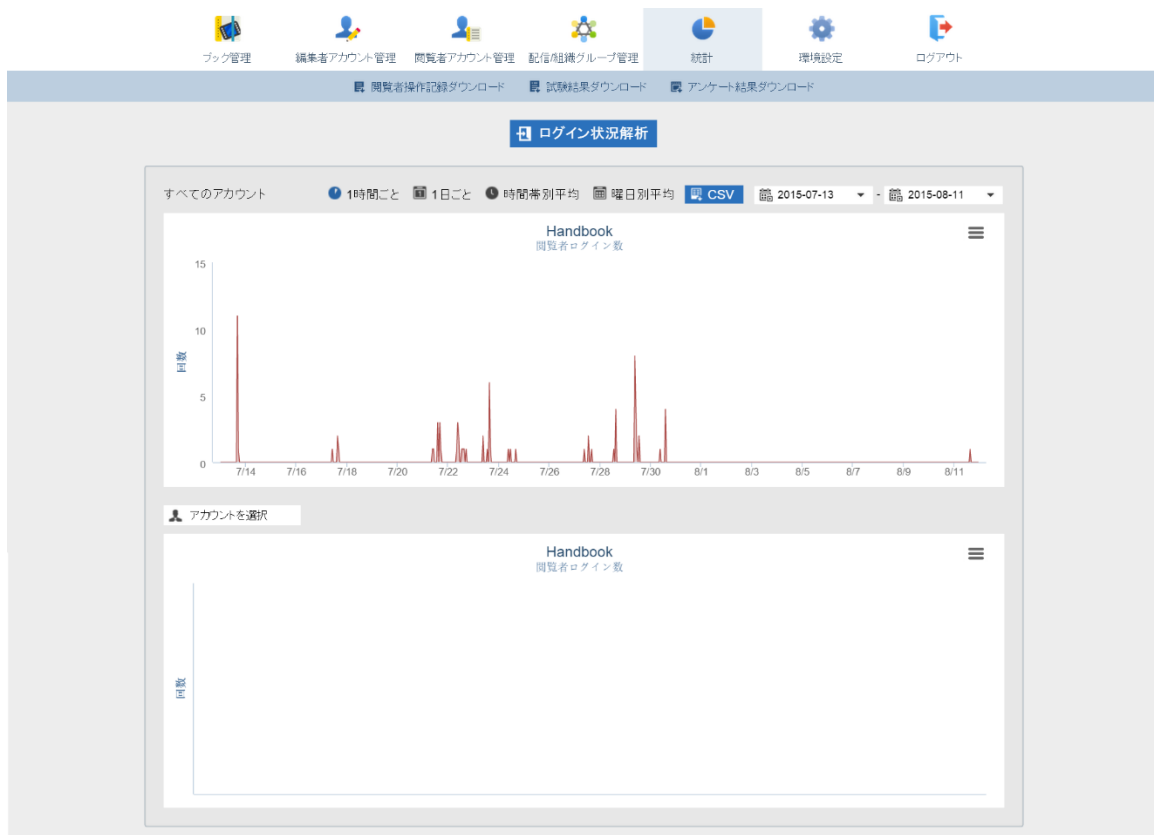 ブック管理 編集者アカウント管理 閲覧者アカウント管理 配信/組織グループ管理 統計 環境設定 ログアウト
閲覧者操作記録ダウンロード 試験結果ダウンロード アンケート結果ダウンロード
ログイン状況解析
すべてのアカウント 1時間ごと 1日ごと 時間帯別平均 曜日別平均 CSV 2015-07-13 - 2015-08-11
Handbook
閲覧者ログイン数
15
10
回数
5
0
7/14 7/16 7/18 7/20 7/22 7/24 7/26 7/28 7/30 8/1 8/3 8/5 8/7 8/9 8/11
アカウントを選択
Handbook
閲覧者ログイン数
回数